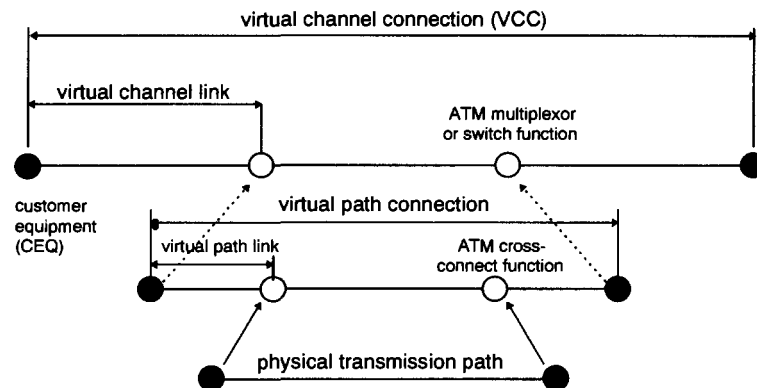 virtual channel connection (VCC)
virtual channel link
ATM multiplexor
or switch function
customer
equipment
(CEQ)
virtual path connection
virtual path link
ATM cross-
connect function
physical transmission path